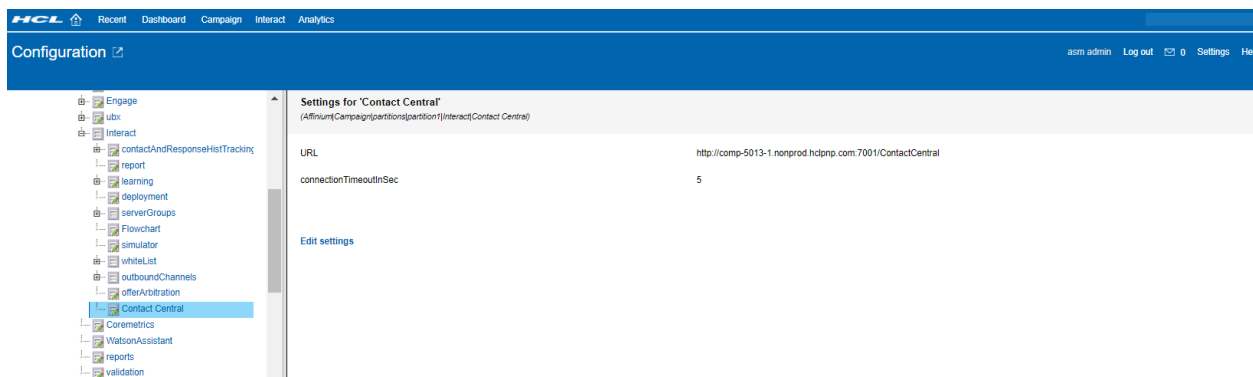 HCL Recent Dashboard Campaign Interact Analytics
Configuration
asm admin Log out 0 Settings He
Engage
ubx
Interact
contactAndResponseHistTracking
report
learning
deployment
serverGroups
Flowchart
simulator
whiteList
outboundChannels
offerArbitration
Contact Central
Coremetrics
WatsonAssistant
reports
validation
Settings for 'Contact Central'
(Affinium|Campaign|partitions|partition1|Interact|Contact Central)
URL http://comp-5013-1.nonprod.hclpnp.com:7001/ContactCentral
connectionTimeoutInSec 5
Edit settings